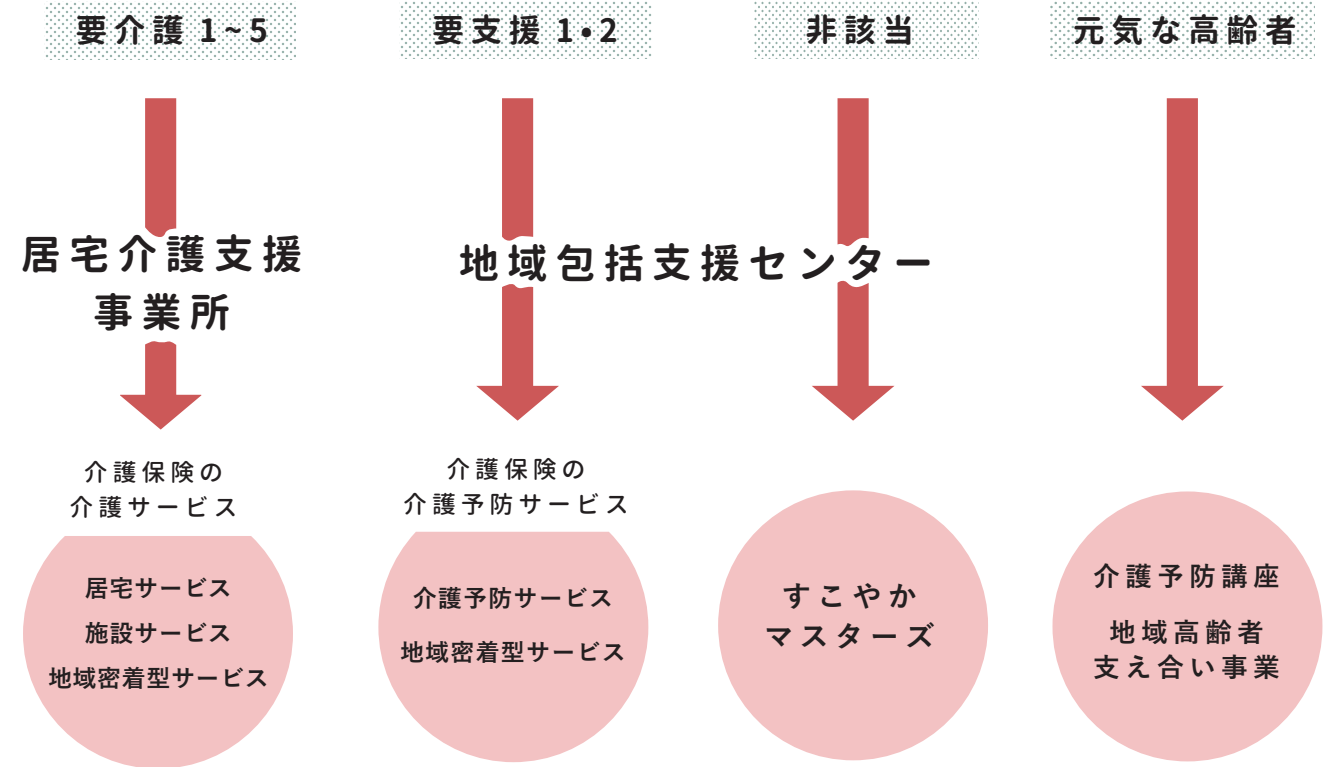 要介護 1~5
要支援 1・2
非該当
元気な高齢者
居宅介護支援
事業所
地域包括支援センター
介護保険の
介護サービス
居宅サービス
施設サービス
地域密着型サービス
介護保険の
介護予防サービス
介護予防サービス
地域密着型サービス
すこやか
マスターズ
介護予防講座
地域高齢者
支え合い事業